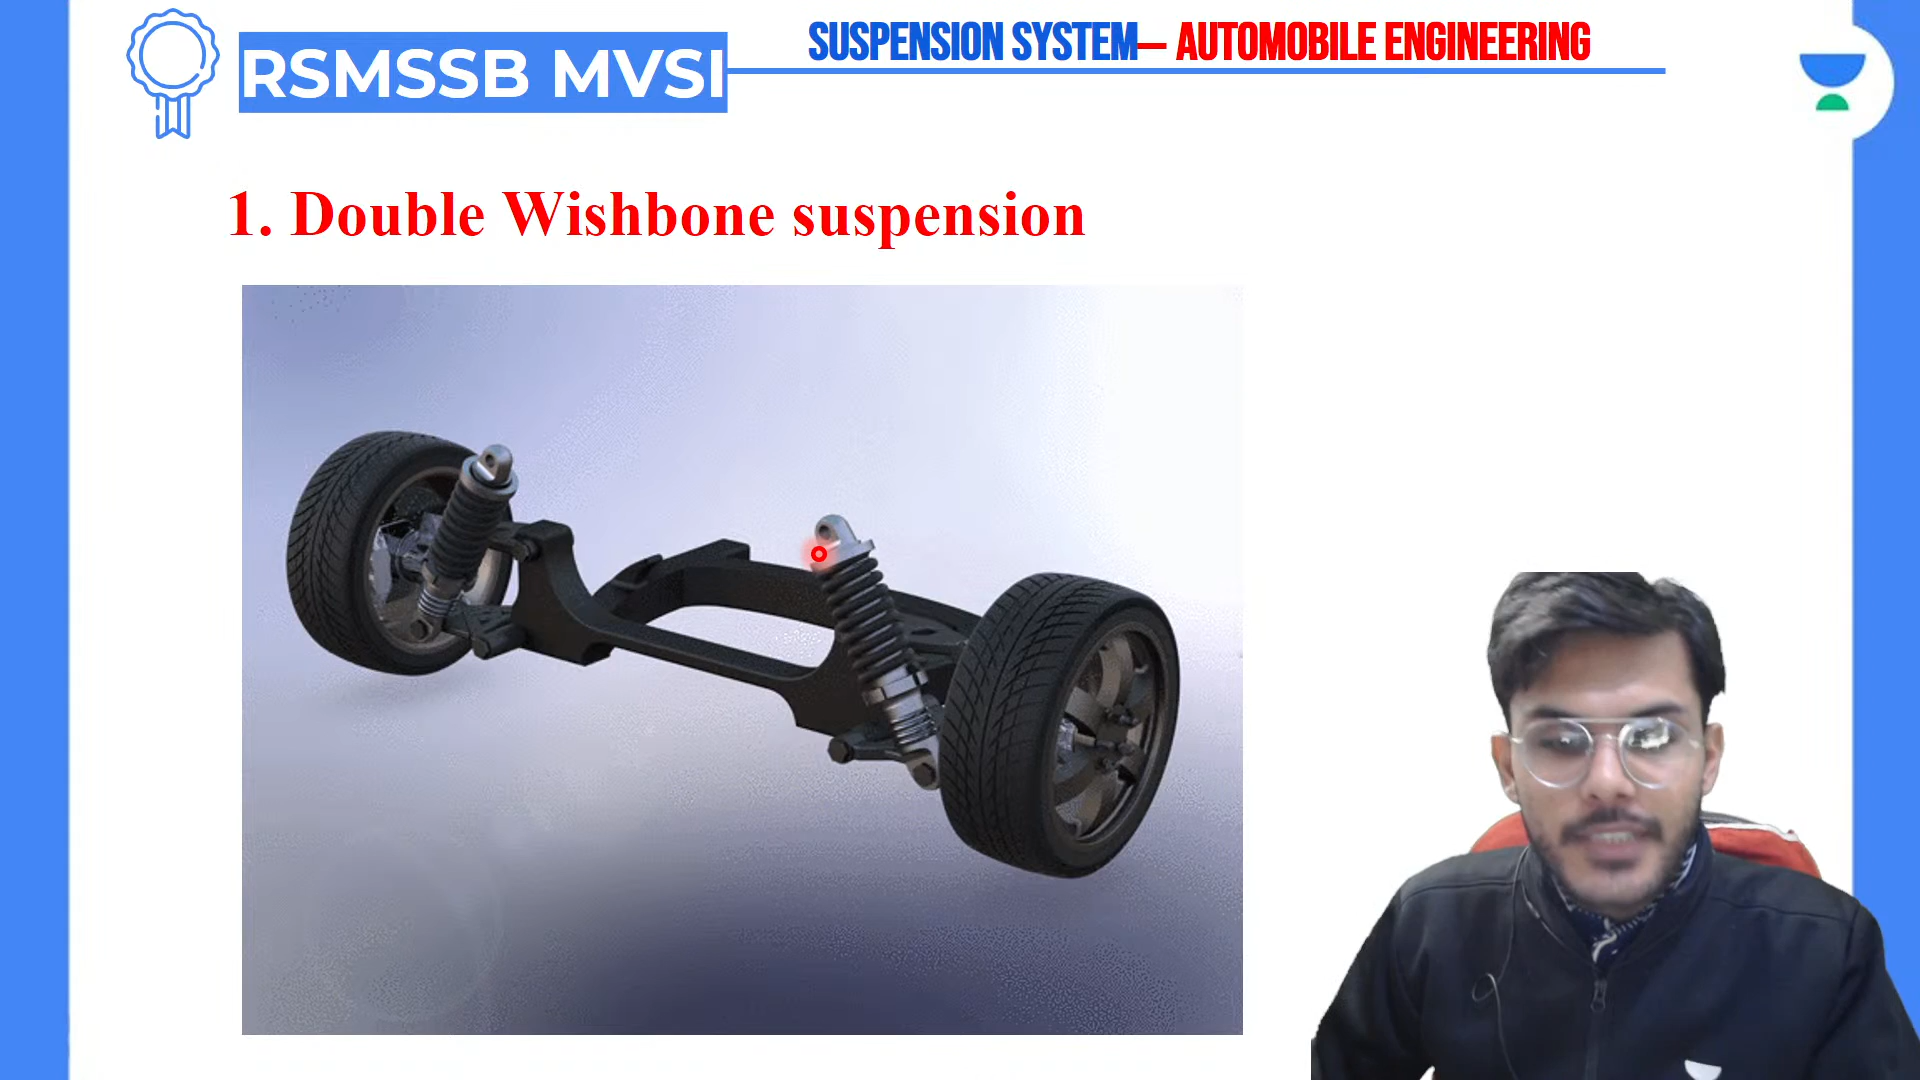 SUSPENSION SYSTEM– AUTOMOBILE ENGINEERING
RSMSSB MVSI
1. Double Wishbone suspension